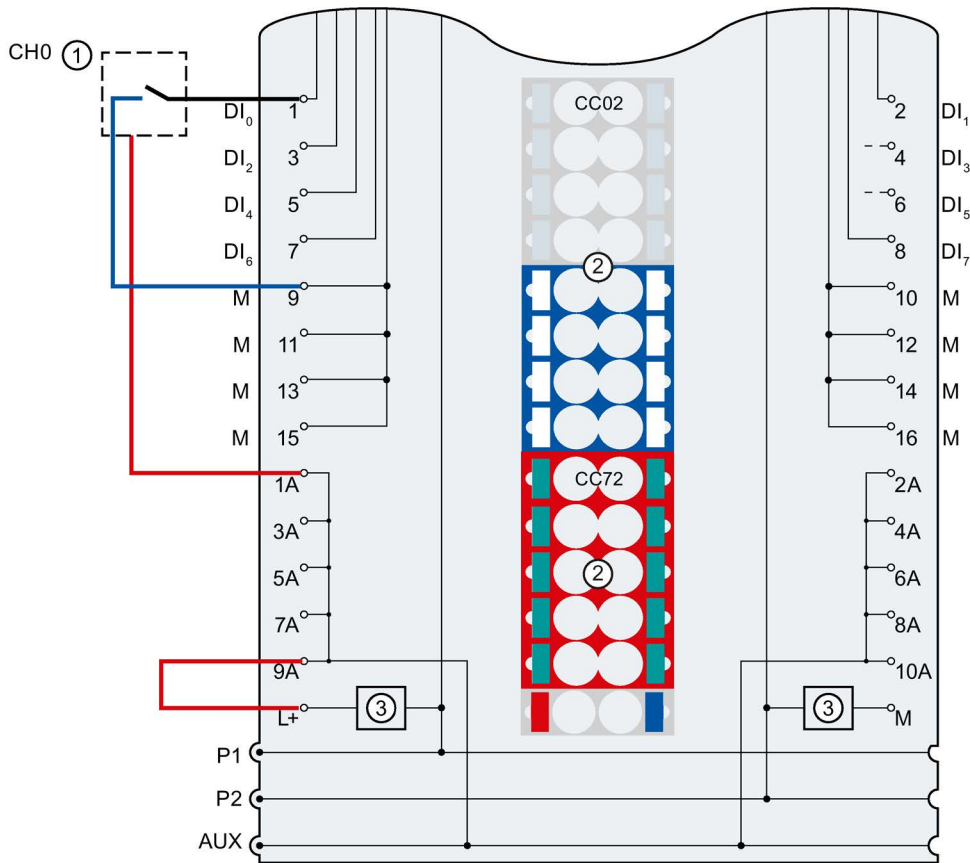 CH0 ①
CC02
DI₀ 1 2 DI₁
DI₂ 3 4 DI₃
DI₄ 5 6 DI₅
DI₆ 7 8 DI₇
②
M 9 10 M
M 11 12 M
M 13 14 M
M 15 16 M
1A CC72 2A
3A 4A
5A ② 6A
7A 8A
9A 10A
L+ ③ ③ M
P1
P2
AUX